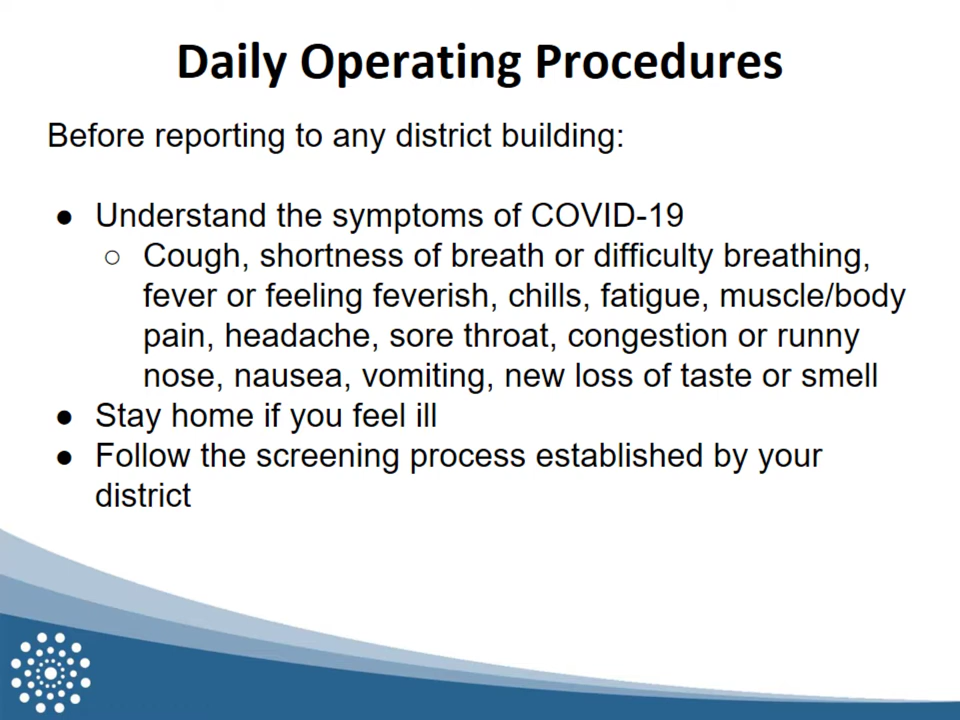 Daily Operating Procedures
Before reporting to any district building:
● Understand the symptoms of COVID-19
○ Cough, shortness of breath or difficulty breathing,
fever or feeling feverish, chills, fatigue, muscle/body
pain, headache, sore throat, congestion or runny
nose, nausea, vomiting, new loss of taste or smell
● Stay home if you feel ill
● Follow the screening process established by your
district